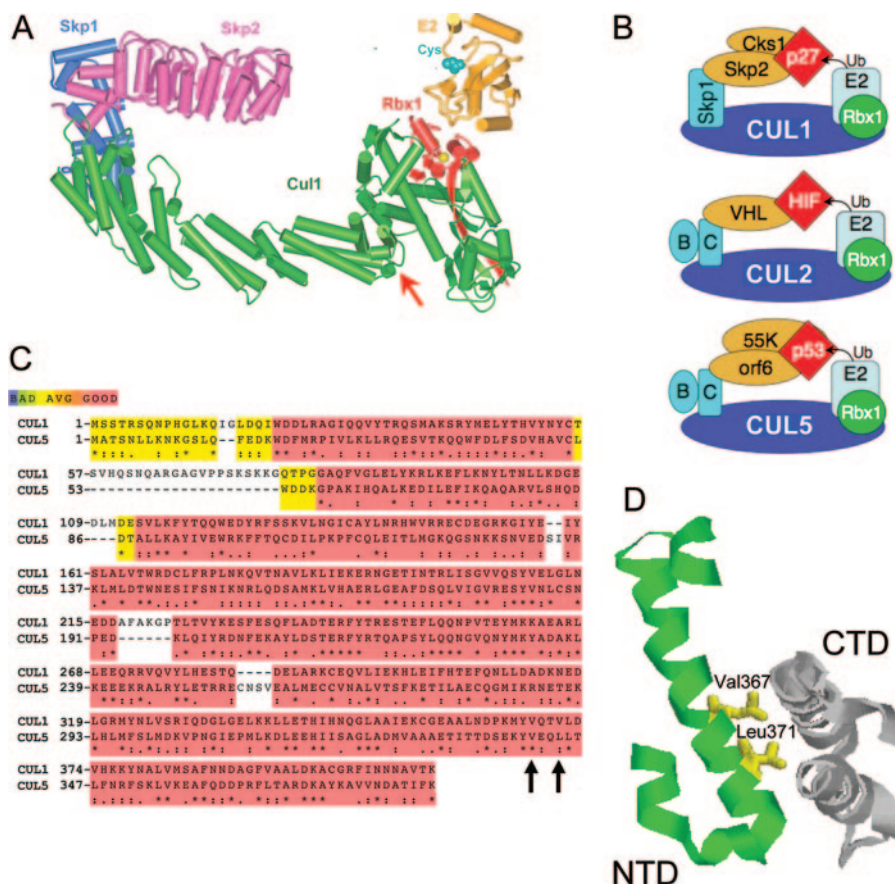 A
Skp1
Skp2
E2
Cys
Rbx1
Cul1
B
Cks1
Skp2
p27
Ub
E2
Skp1
Rbx1
CUL1
VHL
HIF
Ub
E2
B
C
Rbx1
CUL2
55K
orf6
p53
Ub
E2
B
C
Rbx1
CUL5
C
BAD AVG GOOD
CUL1 1-MSSTRSQNPHGLKQIGLDQIWDDLRAGIQQVYTRQSMAKSRYMELYTHVYNYCT
CUL5 1-MATSNLLKNKGSLQ--FEDKWDFMRPIVLKLLRQESVTKQQWFDLFSDVHAVCL
CUL1 57-SVHQSNQARGAGVPPSKSKKGQTPGGAQFVGLELYKRLKEFLKNYLTNLLKDGE
CUL5 53----------------------WDDKGPAKIHQALKEDILEFIKQAQARVLSHQD
CUL1 109-DLMDESVLKFYTQQWEDYRFSSKVLNGICAYLNRHWVRRECDEGRKGIYE--IY
CUL5 86----DTALLKAYIVEWRKFFTQCDILPKPFCQLEITLMGKQGSNKKSNVEDSIVR
CUL1 161-SLALVTWRDCLFRPLNKQVTNAVLKLIEKERNGETINTRLISGVVQSYVELGLN
CUL5 137-KLMLDTWNESIFSNIKNRLQDSAMKLVHAERLGEAFDSQLVIGVRESYVNLCSN
CUL1 215-EDDAFAKGPTLTVYKESFESQFLADTERFYTRESTEFLQQNPVTEYMKKAEARL
CUL5 191-PED------KLQIYRDNFEKAYLDSTERFYRTQAPSYLQQNGVQNYMKYADAKL
CUL1 268-LEEQRRVQVYLHESTQ----DELARKCEQVLIEKHLEIFHTEFQNLLDADKNED
CUL5 239-KEEEKRALRYLETRRECNSVEALMECCVNALVTSFKETILAECQGMIKRNETEK
CUL1 319-LGRMYNLVSRIQDGLGELKKLLETHIHNQGLAAIEKCGEAALNDPKMYVQTVLD
CUL5 293-LHLMFSLMDKVPNGIEPMLKDLEEHIISAGLADMVAAAETITTDSEKYVEQLLT
CUL1 374-VHKKYNALVMSAFNNDAGFVAALDKACGRFINNNAVTK
CUL5 347-LFNRFSKLVKEAFQDDPRFLTARDKAYKAVVNDATIFK
D
CTD
Val367
Leu371
NTD